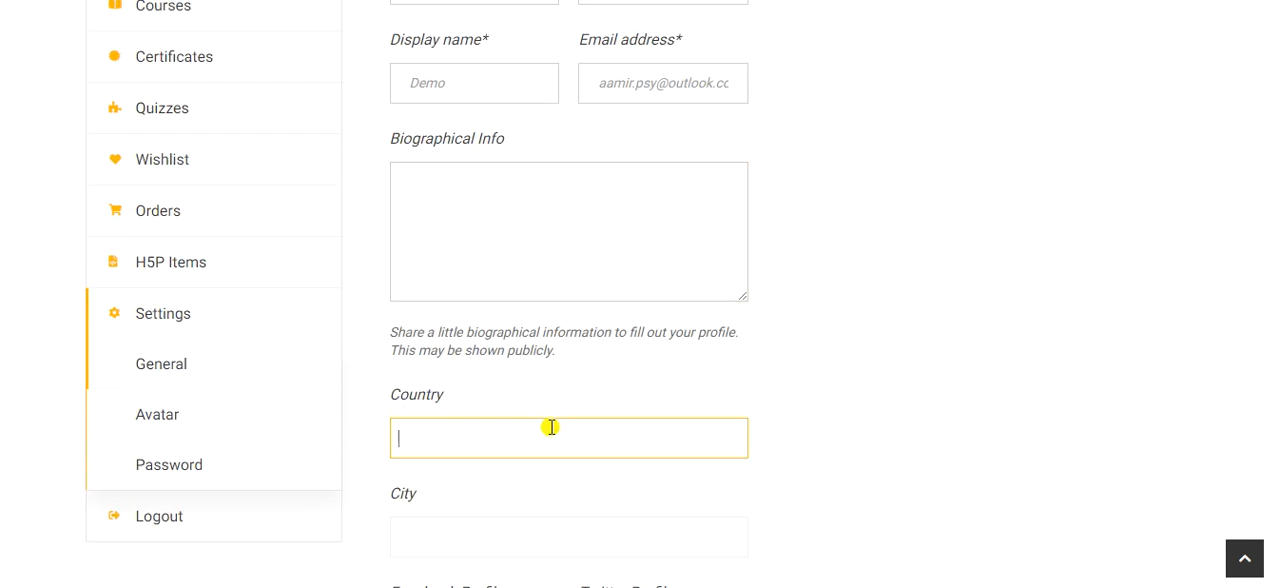 Courses
Certificates
Quizzes
Wishlist
Orders
H5P Items
Settings
General
Avatar
Password
Logout
Display name* Email address*
Demo aamir.psy@outlook.cc
Biographical Info
Share a little biographical information to fill out your profile.
This may be shown publicly.
Country
City